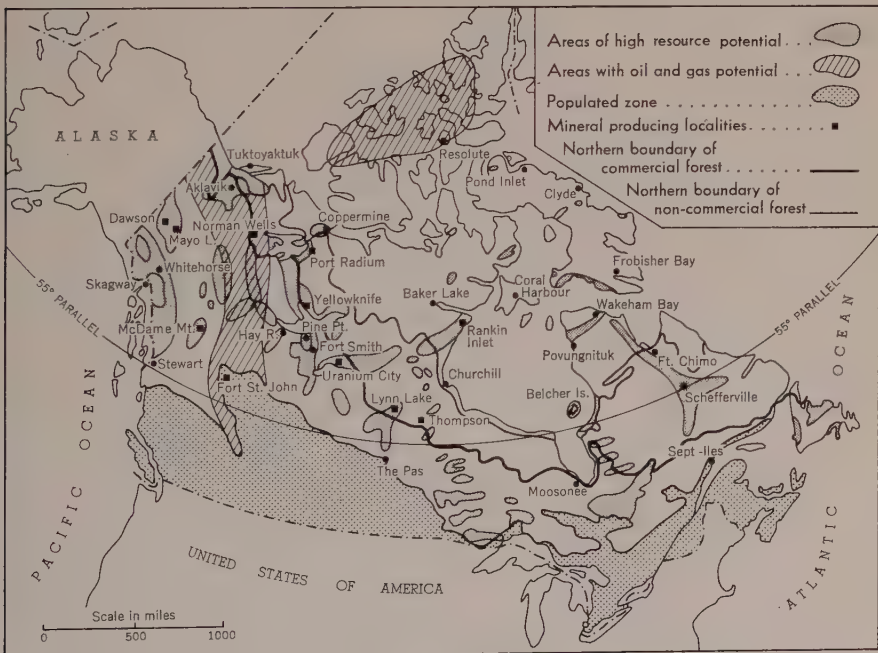 Areas of high resource potential . . .
Areas with oil and gas potential . . . .
Populated zone . . . . . . . . . . .
Mineral producing localities. . . . . . .
Northern boundary of
commercial forest . . . . .
Northern boundary of
non-commercial forest . . .
ALASKA
Tuktoyaktuk
Aklavik
Resolute
Pond Inlet
Clyde
Dawson
Mayo L.
Norman Wells
Coppermine
Whitehorse
Port Radium
Frobisher Bay
Skagway
Coral
Harbour
55° PARALLEL
Yellowknife
Baker Lake
Wakeham Bay
55° PARALLEL
McDame Mt.
Hay R.
Pine Pt.
Rankin
Inlet
Fort Smith
Povungnituk
Ft. Chimo
Stewart
Uranium City
Fort St. John
Churchill
Belcher Is.
Schefferville
Lynn Lake
Thompson
Sept-Iles
The Pas
Moosonee
PACIFIC OCEAN
ATLANTIC OCEAN
UNITED STATES OF AMERICA
Scale in miles
0 500 1000